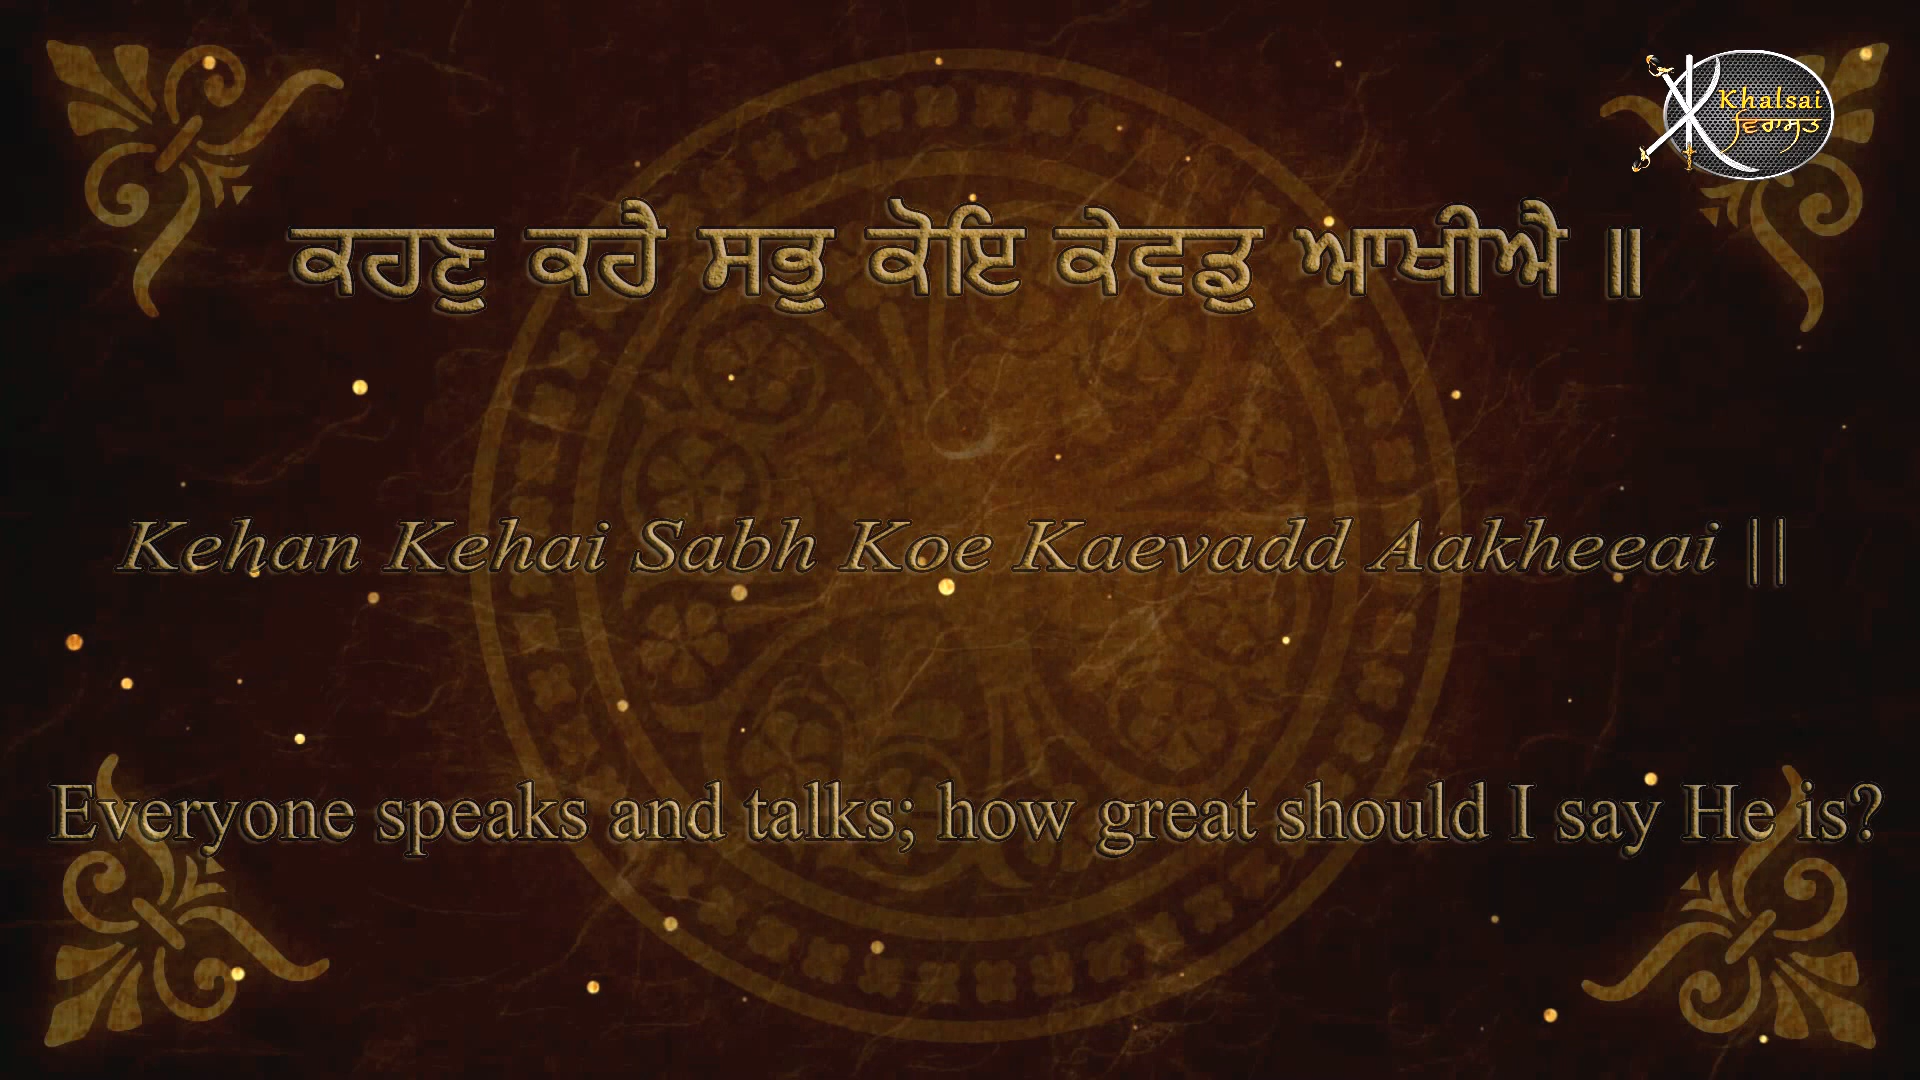 Khalsai
ਵਿਰਾਸਤ
ਕਹਣੁ ਕਹੈ ਸਭੁ ਕੋਇ ਕੇਵਡੁ ਆਖੀਐ ॥
Kehan Kehai Sabh Koe Kaevadd Aakheeai ||
Everyone speaks and talks; how great should I say He is?